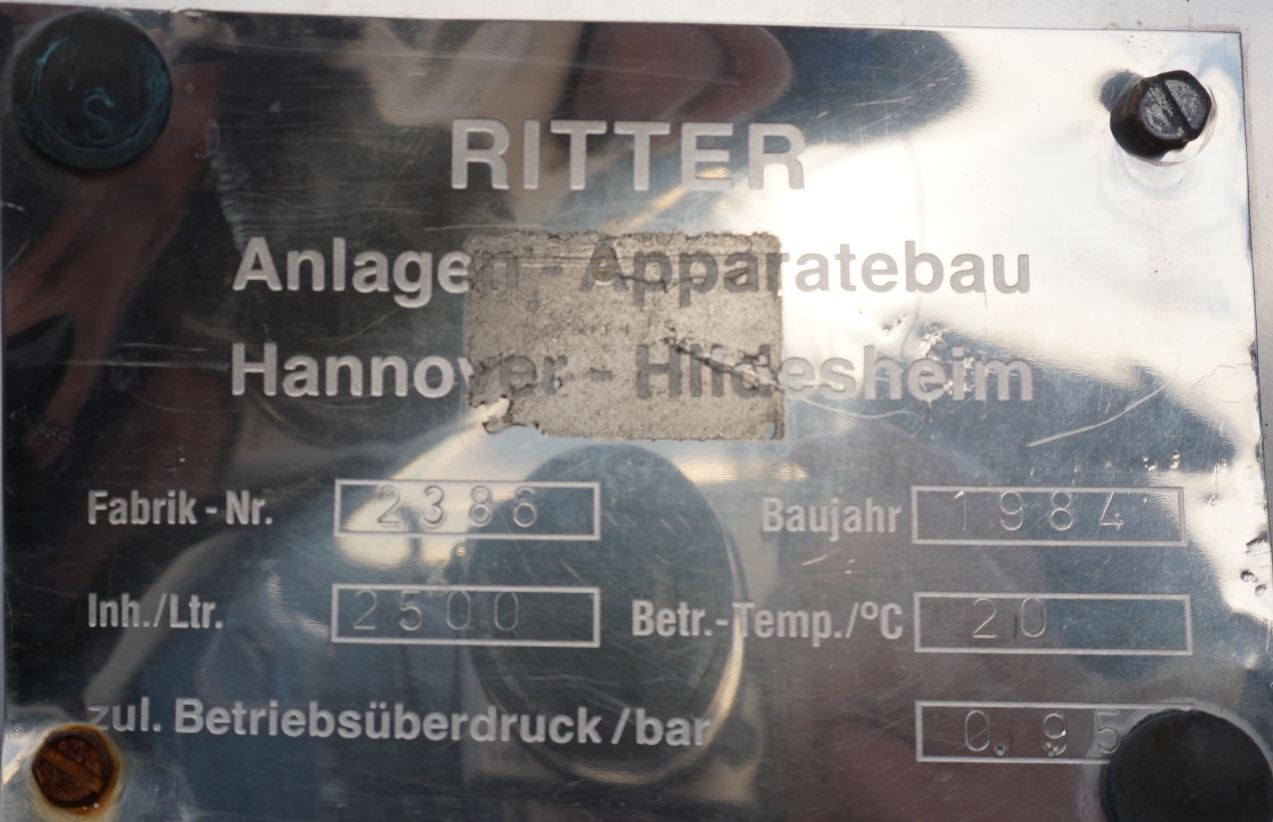 RITTER
Anlagen - Apparatebau
Hannover - Hildesheim
Fabrik - Nr. 2386 Baujahr 1984
Inh./Ltr. 2500 Betr.-Temp./°C 20
zul. Betriebsüberdruck /bar 0.95